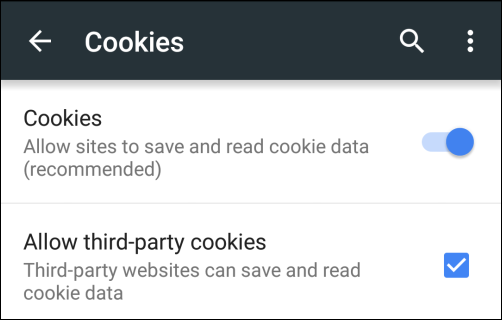 Cookies
Cookies
Allow sites to save and read cookie data
(recommended)
Allow third-party cookies
Third-party websites can save and read
cookie data